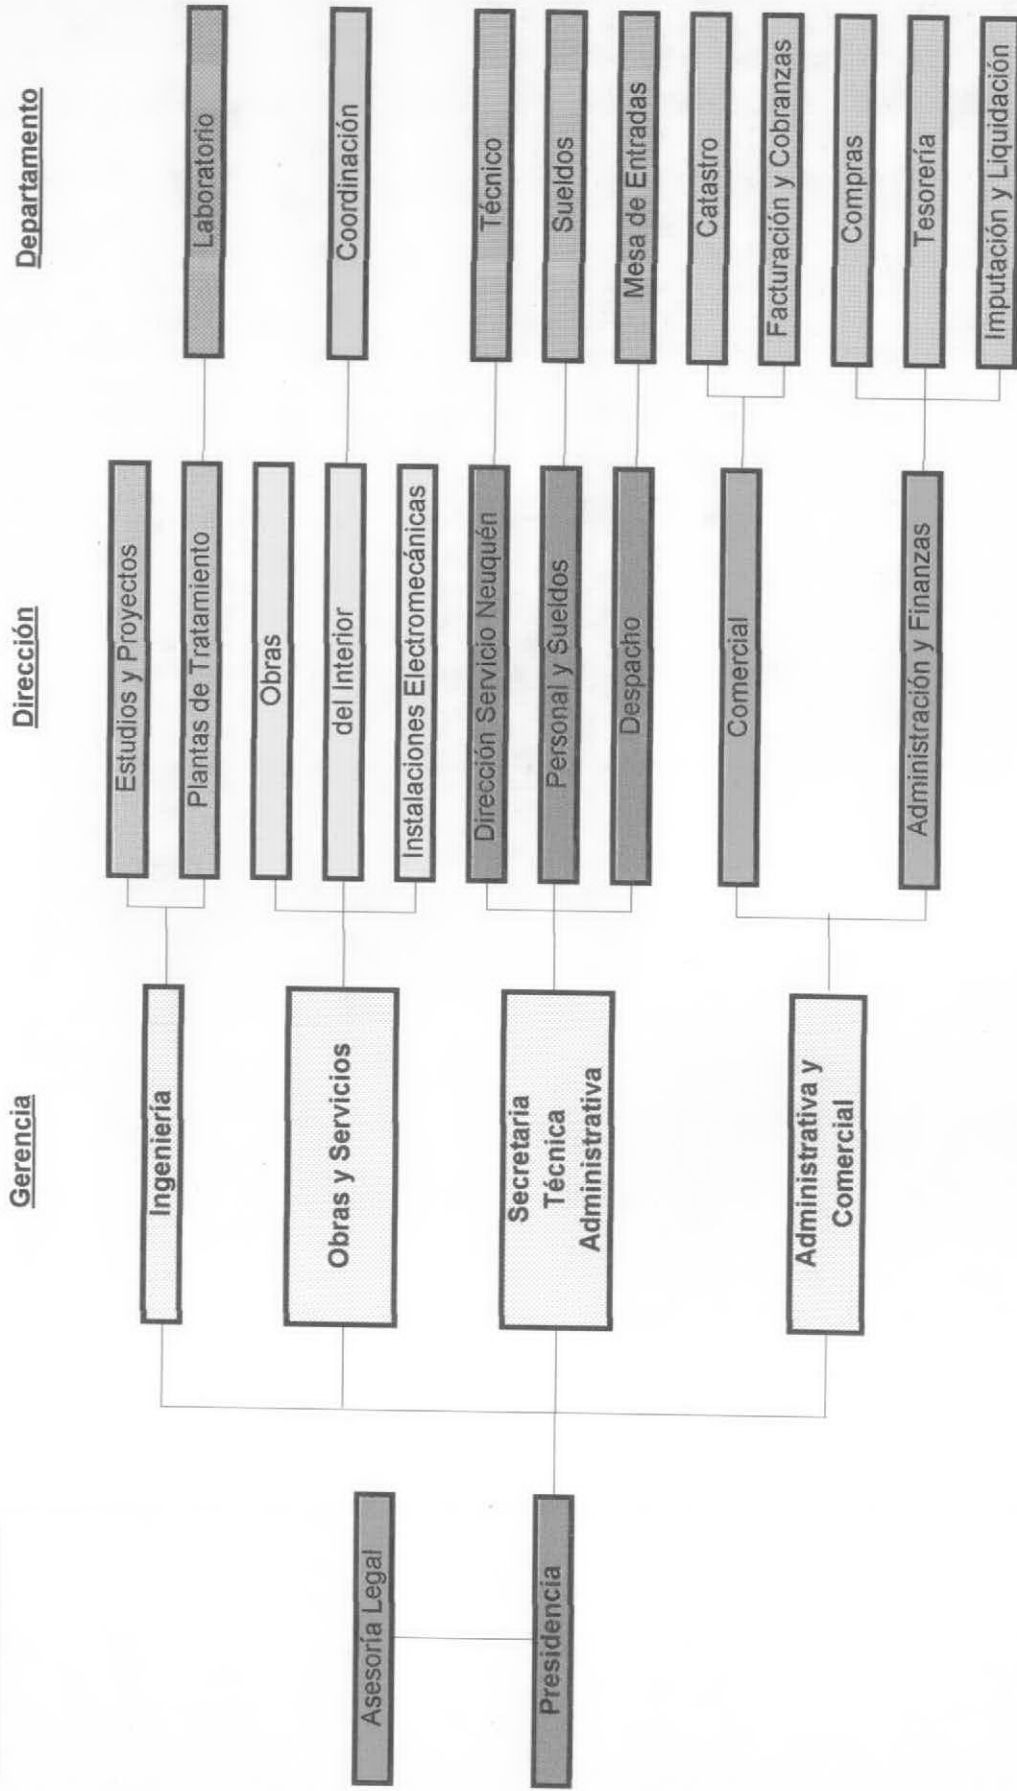 Gerencia
Dirección
Departamento
Asesoría Legal
Presidencia
Ingeniería
Obras y Servicios
Secretaria
Técnica
Administrativa
Administrativa y
Comercial
Estudios y Proyectos
Plantas de Tratamiento
Obras
del Interior
Instalaciones Electromecánicas
Dirección Servicio Neuquén
Personal y Sueldos
Despacho
Comercial
Administración y Finanzas
Laboratorio
Coordinación
Técnico
Sueldos
Mesa de Entradas
Catastro
Facturación y Cobranzas
Compras
Tesorería
Imputación y Liquidación